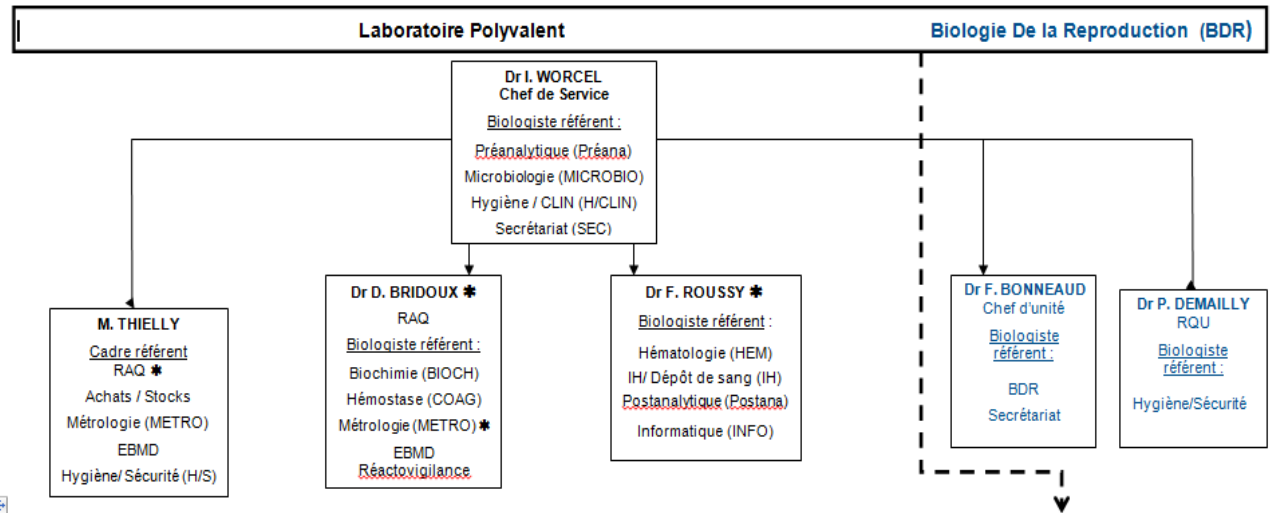 Laboratoire Polyvalent
Biologie De la Reproduction (BDR)
Dr I. WORCEL
Chef de Service
Biologiste référent :
Préanalytique (Préana)
Microbiologie (MICROBIO)
Hygiène / CLIN (H/CLIN)
Secrétariat (SEC)
M. THIELLY
Cadre référent
RAQ ✱
Achats / Stocks
Métrologie (METRO)
EBMD
Hygiène/ Sécurité (H/S)
Dr D. BRIDOUX ✱
RAQ
Biologiste référent :
Biochimie (BIOCH)
Hémostase (COAG)
Métrologie (METRO) ✱
EBMD
Réactovigilance
Dr F. ROUSSY ✱
Biologiste référent :
Hématologie (HEM)
IH/ Dépôt de sang (IH)
Postanalytique (Postana)
Informatique (INFO)
Dr F. BONNEAUD
Chef d'unité
Biologiste
référent :
BDR
Secrétariat
Dr P. DEMAILLY
RQU
Biologiste
référent :
Hygiène/Sécurité